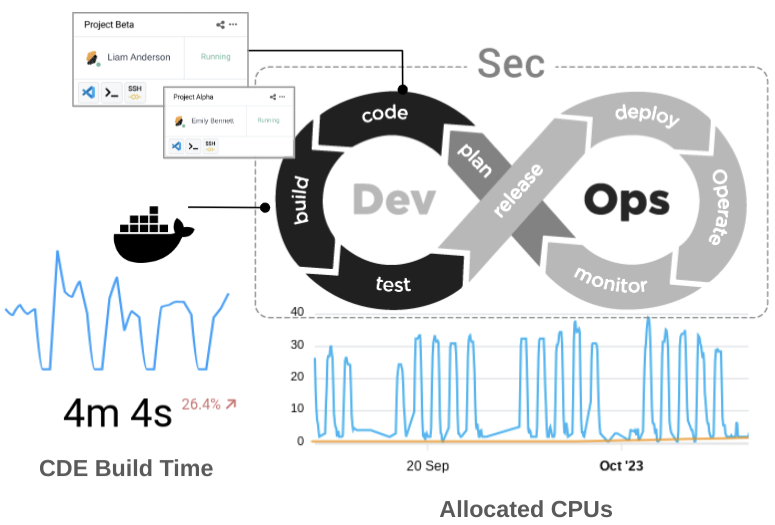 Project Beta
Liam Anderson
Running
SSH
Project Alpha
Emily Bennett
Running
SSH
Sec
code
plan
build
test
release
deploy
Operate
monitor
Dev
Ops
4m 4s
26.4%
CDE Build Time
40
30
20
10
0
20 Sep
Oct '23
Allocated CPUs